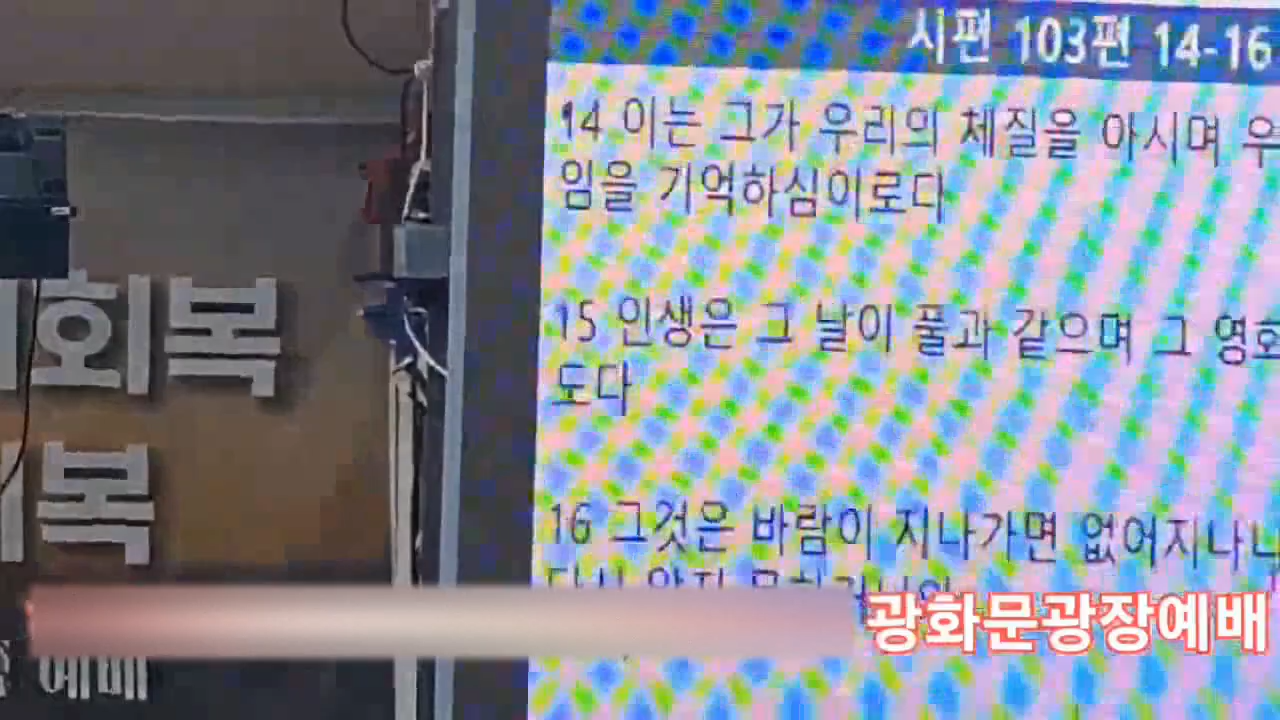 시편 103편 14-16
14 이는 그가 우리의 체질을 아시며 우
임을 기억하심이로다
15 인생은 그 날이 풀과 같으며 그 영화
도다
16 그것은 바람이 지나가면 없어지나니
회복
복
예배
광화문광장예배